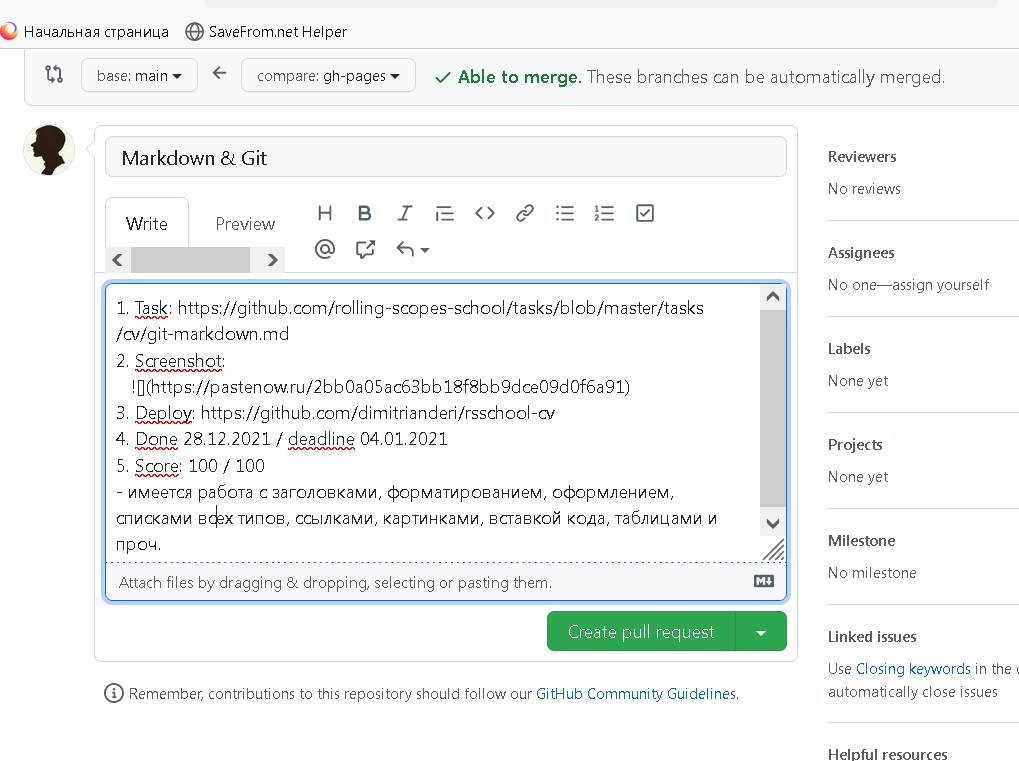 Начальная страница SaveFrom.net Helper
base: main compare: gh-pages Able to merge. These branches can be automatically merged.
Markdown & Git
Write Preview
1. Task: https://github.com/rolling-scopes-school/tasks/blob/master/tasks
/cv/git-markdown.md
2. Screenshot:
![](https://pastenow.ru/2bb0a05ac63bb18f8bb9dce09d0f6a91)
3. Deploy: https://github.com/dimitrianderi/rsschool-cv
4. Done 28.12.2021 / deadline 04.01.2021
5. Score: 100 / 100
- имеется работа с заголовками, форматированием, оформлением,
списками всех типов, ссылками, картинками, вставкой кода, таблицами и
проч.
Attach files by dragging & dropping, selecting or pasting them.
Create pull request
Remember, contributions to this repository should follow our GitHub Community Guidelines.
Reviewers
No reviews
Assignees
No one—assign yourself
Labels
None yet
Projects
None yet
Milestone
No milestone
Linked issues
Use Closing keywords in the
automatically close issues
Helpful resources